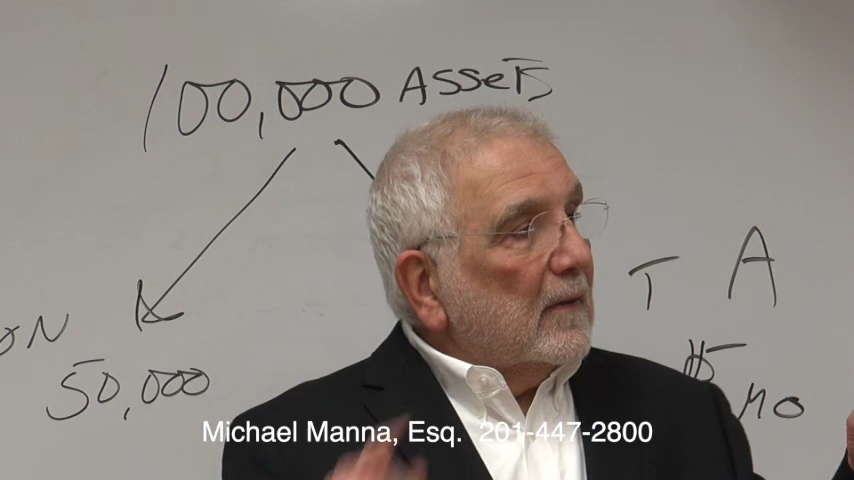 100,000 ASSETS
T A
ON
50,000
MO
Michael Manna, Esq. 201-447-2800